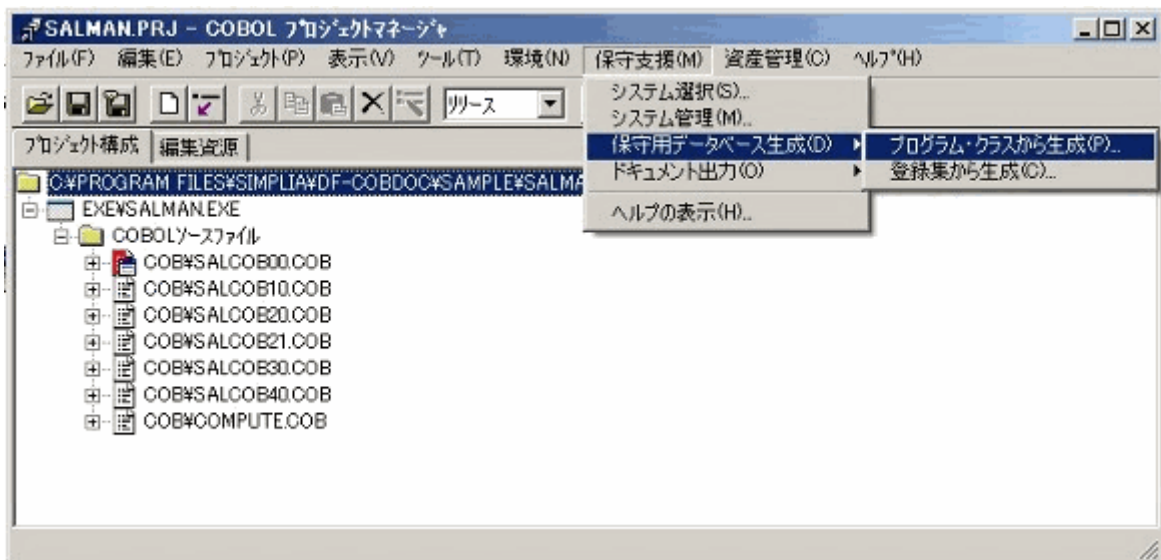 SALMAN.PRJ - COBOL ﾌﾟﾛｼﾞｪｸﾄﾏﾈｰｼﾞｬ
ﾌｧｲﾙ(F) 編集(E) ﾌﾟﾛｼﾞｪｸﾄ(P) 表示(V) ﾂｰﾙ(T) 環境(N) 保守支援(M) 資産管理(C) ﾍﾙﾌﾟ(H)
ﾘﾘｰｽ
システム選択(S)...
システム管理(M)...
保守用データベース生成(D)
ドキュメント出力(O)
ヘルプの表示(H)...
プログラム・クラスから生成(P)...
登録集から生成(C)...
ﾌﾟﾛｼﾞｪｸﾄ構成 編集資源
C:¥PROGRAM FILES¥SIMPLIA¥DF-COBDOC¥SAMPLE¥SALMA
EXE¥SALMAN.EXE
COBOLｿｰｽﾌｧｲﾙ
COB¥SALCOB00.COB
COB¥SALCOB10.COB
COB¥SALCOB20.COB
COB¥SALCOB21.COB
COB¥SALCOB30.COB
COB¥SALCOB40.COB
COB¥COMPUTE.COB